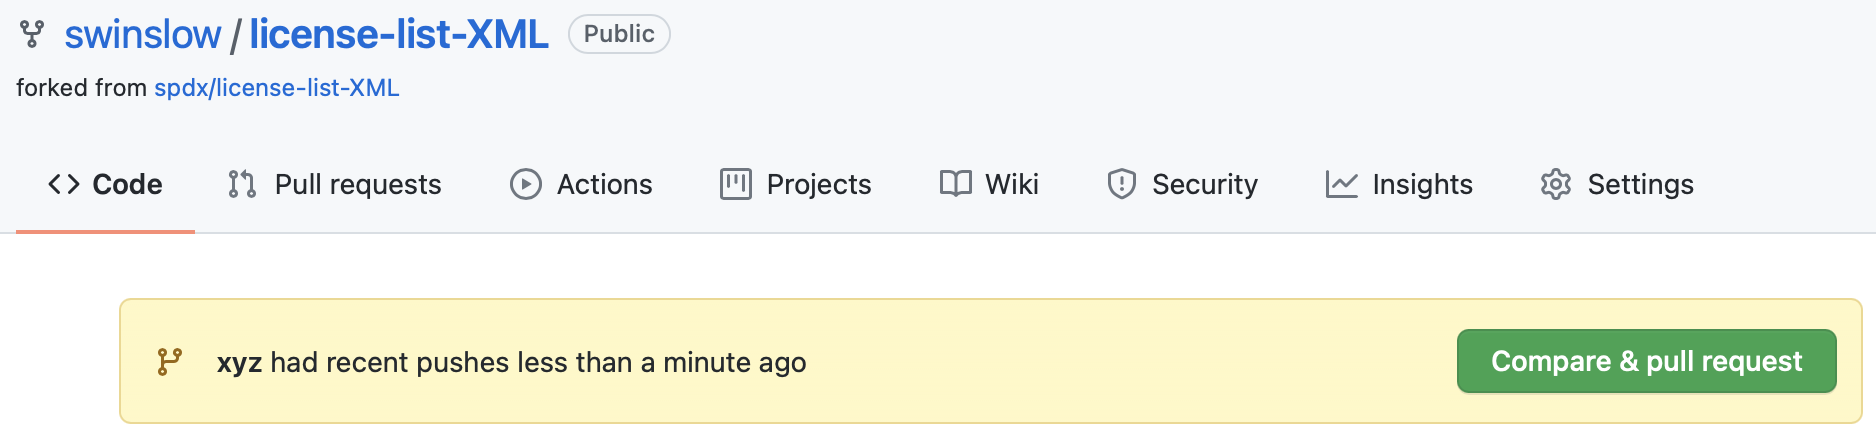 swinslow / license-list-XML Public
forked from spdx/license-list-XML
Code Pull requests Actions Projects Wiki Security Insights Settings
xyz had recent pushes less than a minute ago Compare & pull request